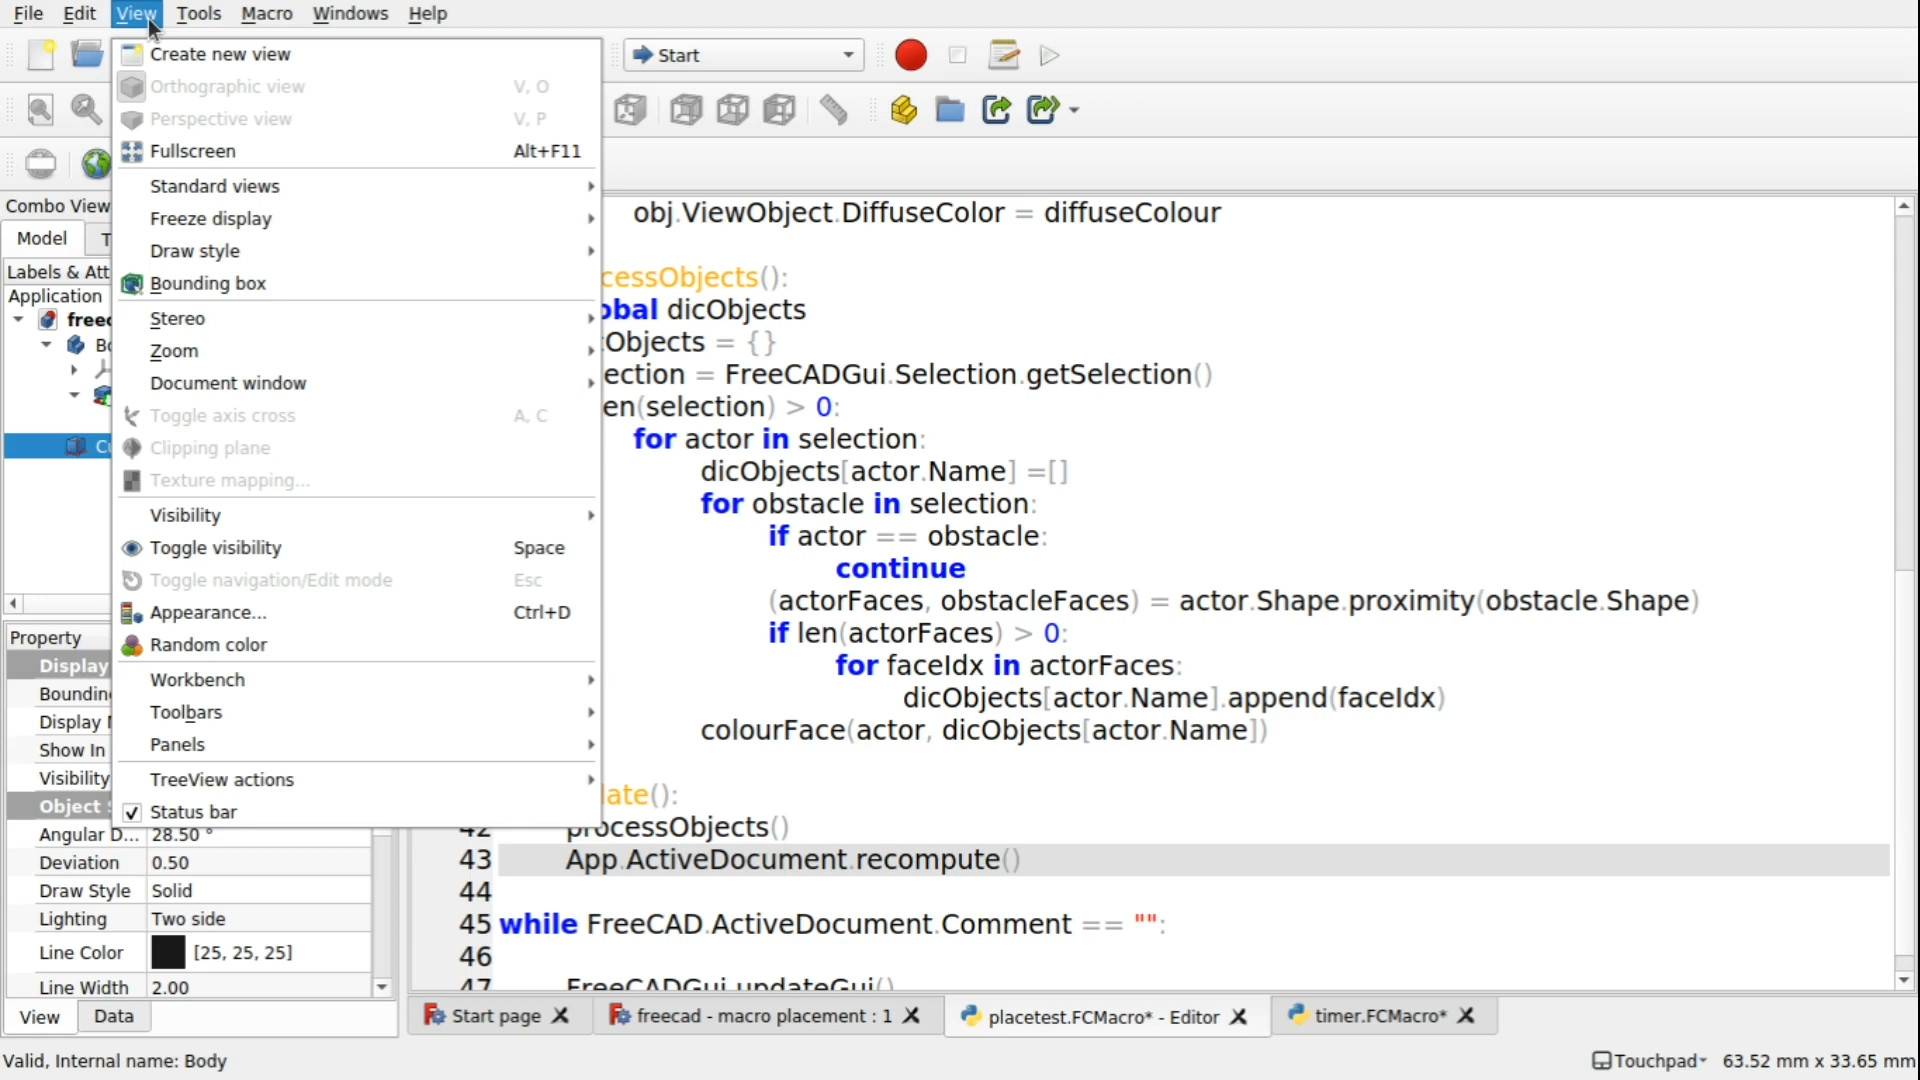 File Edit View Tools Macro Windows Help
Create new view
Start
Orthographic view V, O
Perspective view V, P
Fullscreen Alt+F11
Standard views
Freeze display
Draw style
Bounding box
Stereo
Zoom
Document window
Toggle axis cross A, C
Clipping plane
Texture mapping...
Visibility
Toggle visibility Space
Toggle navigation/Edit mode Esc
Appearance... Ctrl+D
Random color
Workbench
Toolbars
Panels
TreeView actions
Status bar
Combo View
Model
Labels & Att
Application
Property
Display
Show In
Visibility
Object
Angular D... 28.50 °
Deviation 0.50
Draw Style Solid
Lighting Two side
Line Color [25, 25, 25]
Line Width 2.00
View Data
obj.ViewObject.DiffuseColor = diffuseColour
cessObjects():
obal dicObjects
Objects = {}
ection = FreeCADGui.Selection.getSelection()
en(selection) > 0:
for actor in selection:
dicObjects[actor.Name] =[]
for obstacle in selection:
if actor == obstacle:
continue
(actorFaces, obstacleFaces) = actor.Shape.proximity(obstacle.Shape)
if len(actorFaces) > 0:
for faceIdx in actorFaces:
dicObjects[actor.Name].append(faceIdx)
colourFace(actor, dicObjects[actor.Name])
ate():
42 processObjects()
43 App.ActiveDocument.recompute()
44
45 while FreeCAD.ActiveDocument.Comment == "":
46
47 FreeCADGui.updateGui()
Start page freecad - macro placement : 1 placetest.FCMacro* - Editor timer.FCMacro*
Valid, Internal name: Body Touchpad 63.52 mm x 33.65 mm